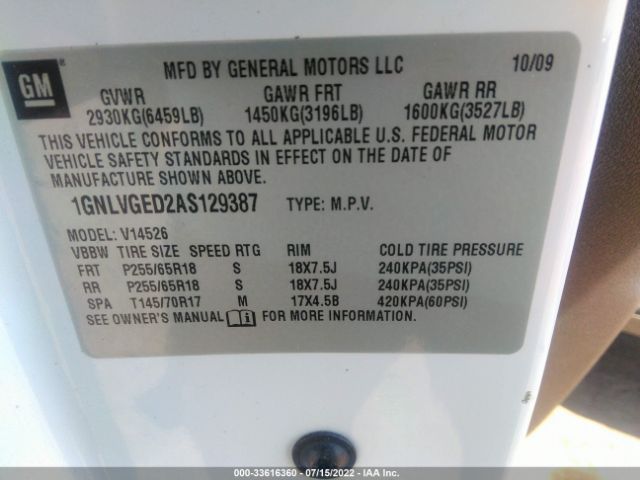 GM®
MFD BY GENERAL MOTORS LLC 10/09
GVWR GAWR FRT GAWR RR
2930KG(6459LB) 1450KG(3196LB) 1600KG(3527LB)
THIS VEHICLE CONFORMS TO ALL APPLICABLE U.S. FEDERAL MOTOR
VEHICLE SAFETY STANDARDS IN EFFECT ON THE DATE OF
MANUFACTURE SHOWN ABOVE.
1GNLVGED2AS129387 TYPE: M.P.V.
MODEL: V14526
VBBW TIRE SIZE SPEED RTG RIM COLD TIRE PRESSURE
FRT P255/65R18 S 18X7.5J 240KPA(35PSI)
RR P255/65R18 S 18X7.5J 240KPA(35PSI)
SPA T145/70R17 M 17X4.5B 420KPA(60PSI)
SEE OWNER'S MANUAL FOR MORE INFORMATION.
000-33616360 - 07/15/2022 - IAA Inc.